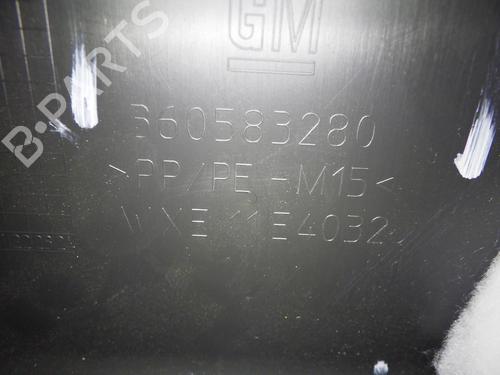 GM
B-PARTS
360583280
>PP/PE-M15<
WXE 11E4032